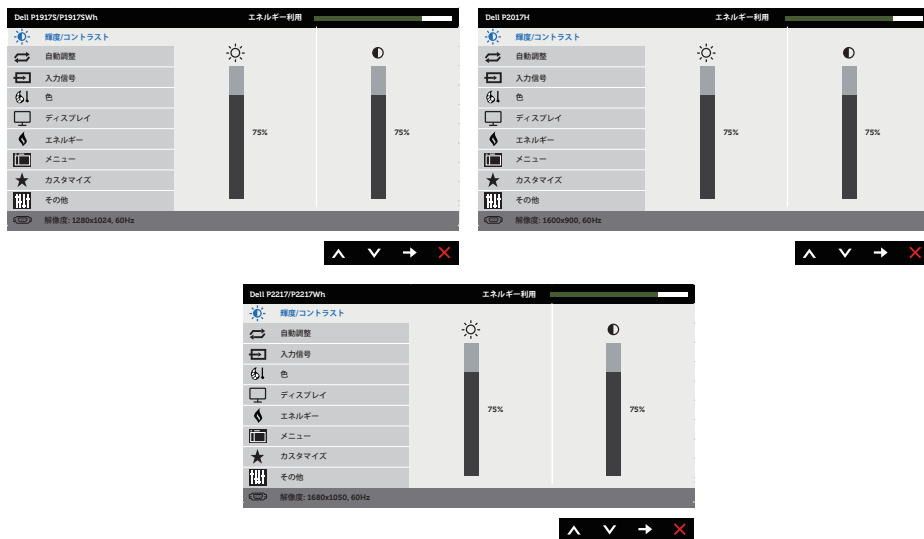 Dell P1917S/P1917SWh エネルギー利用
輝度/コントラスト
自動調整
入力信号
色
ディスプレイ
エネルギー
メニュー
カスタマイズ
その他
75%
75%
解像度: 1280x1024, 60Hz
Dell P2017H エネルギー利用
輝度/コントラスト
自動調整
入力信号
色
ディスプレイ
エネルギー
メニュー
カスタマイズ
その他
75%
75%
解像度: 1600x900, 60Hz
Dell P2217/P2217Wh エネルギー利用
輝度/コントラスト
自動調整
入力信号
色
ディスプレイ
エネルギー
メニュー
カスタマイズ
その他
75%
75%
解像度: 1680x1050, 60Hz